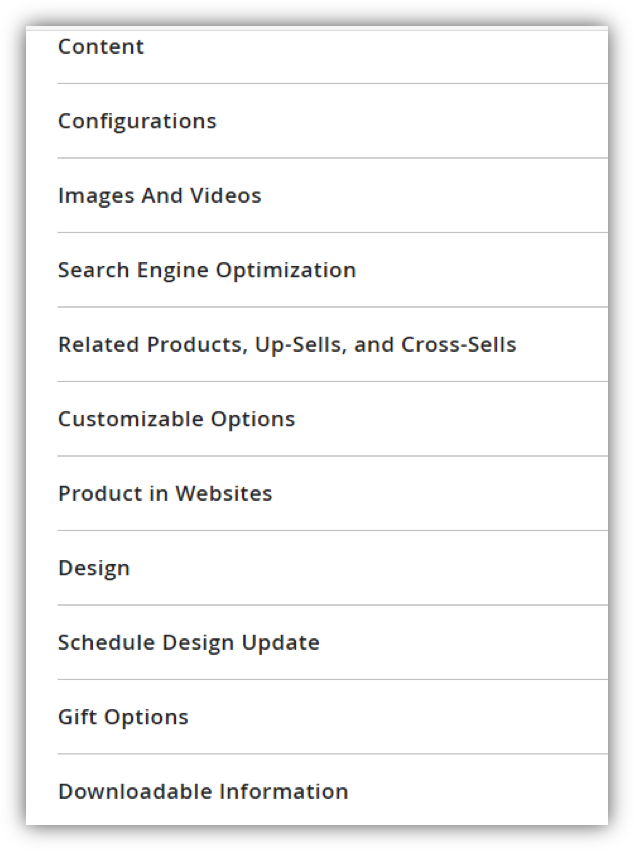 Content
Configurations
Images And Videos
Search Engine Optimization
Related Products, Up-Sells, and Cross-Sells
Customizable Options
Product in Websites
Design
Schedule Design Update
Gift Options
Downloadable Information